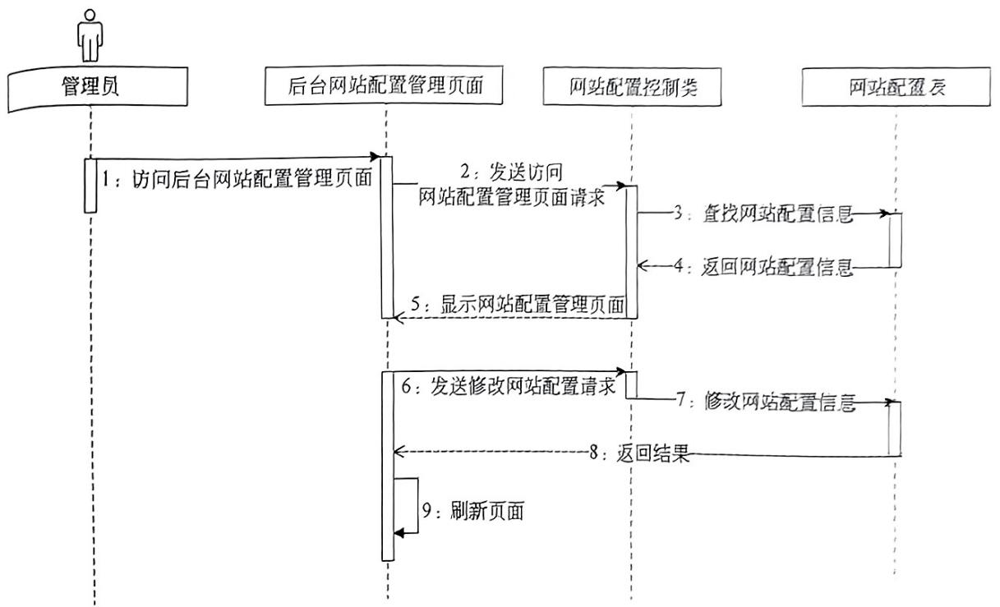 管理员
后台网站配置管理页面
网站配置控制类
网站配置表
1：访问后台网站配置管理页面
2：发送访问
网站配置管理页面请求
3：查找网站配置信息
4：返回网站配置信息
5：显示网站配置管理页面
6：发送修改网站配置请求
7：修改网站配置信息
8：返回结果
9：刷新页面